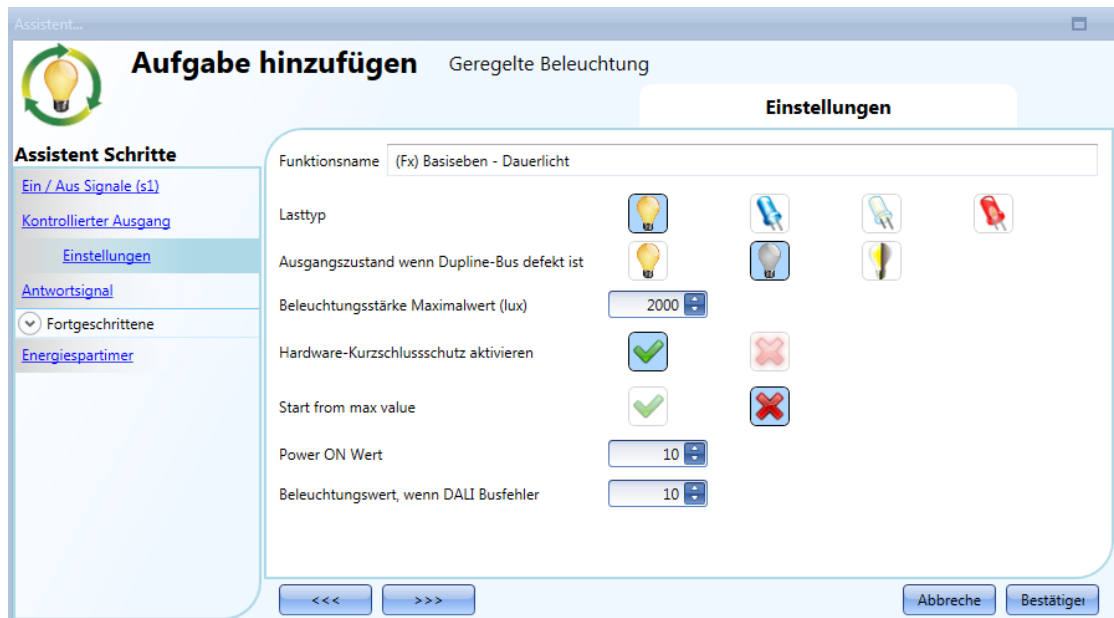 Assistent...
Aufgabe hinzufügen Geregelte Beleuchtung
Einstellungen
Assistent Schritte
Ein / Aus Signale (s1)
Kontrollierter Ausgang
Einstellungen
Antwortsignal
Fortgeschrittene
Energiespartimer
Funktionsname (Fx) Basiseben - Dauerlicht
Lasttyp
Ausgangszustand wenn Dupline-Bus defekt ist
Beleuchtungsstärke Maximalwert (lux) 2000
Hardware-Kurzschlussschutz aktivieren
Start from max value
Power ON Wert 10
Beleuchtungswert, wenn DALI Busfehler 10
<<< >>> Abbreche Bestätiger